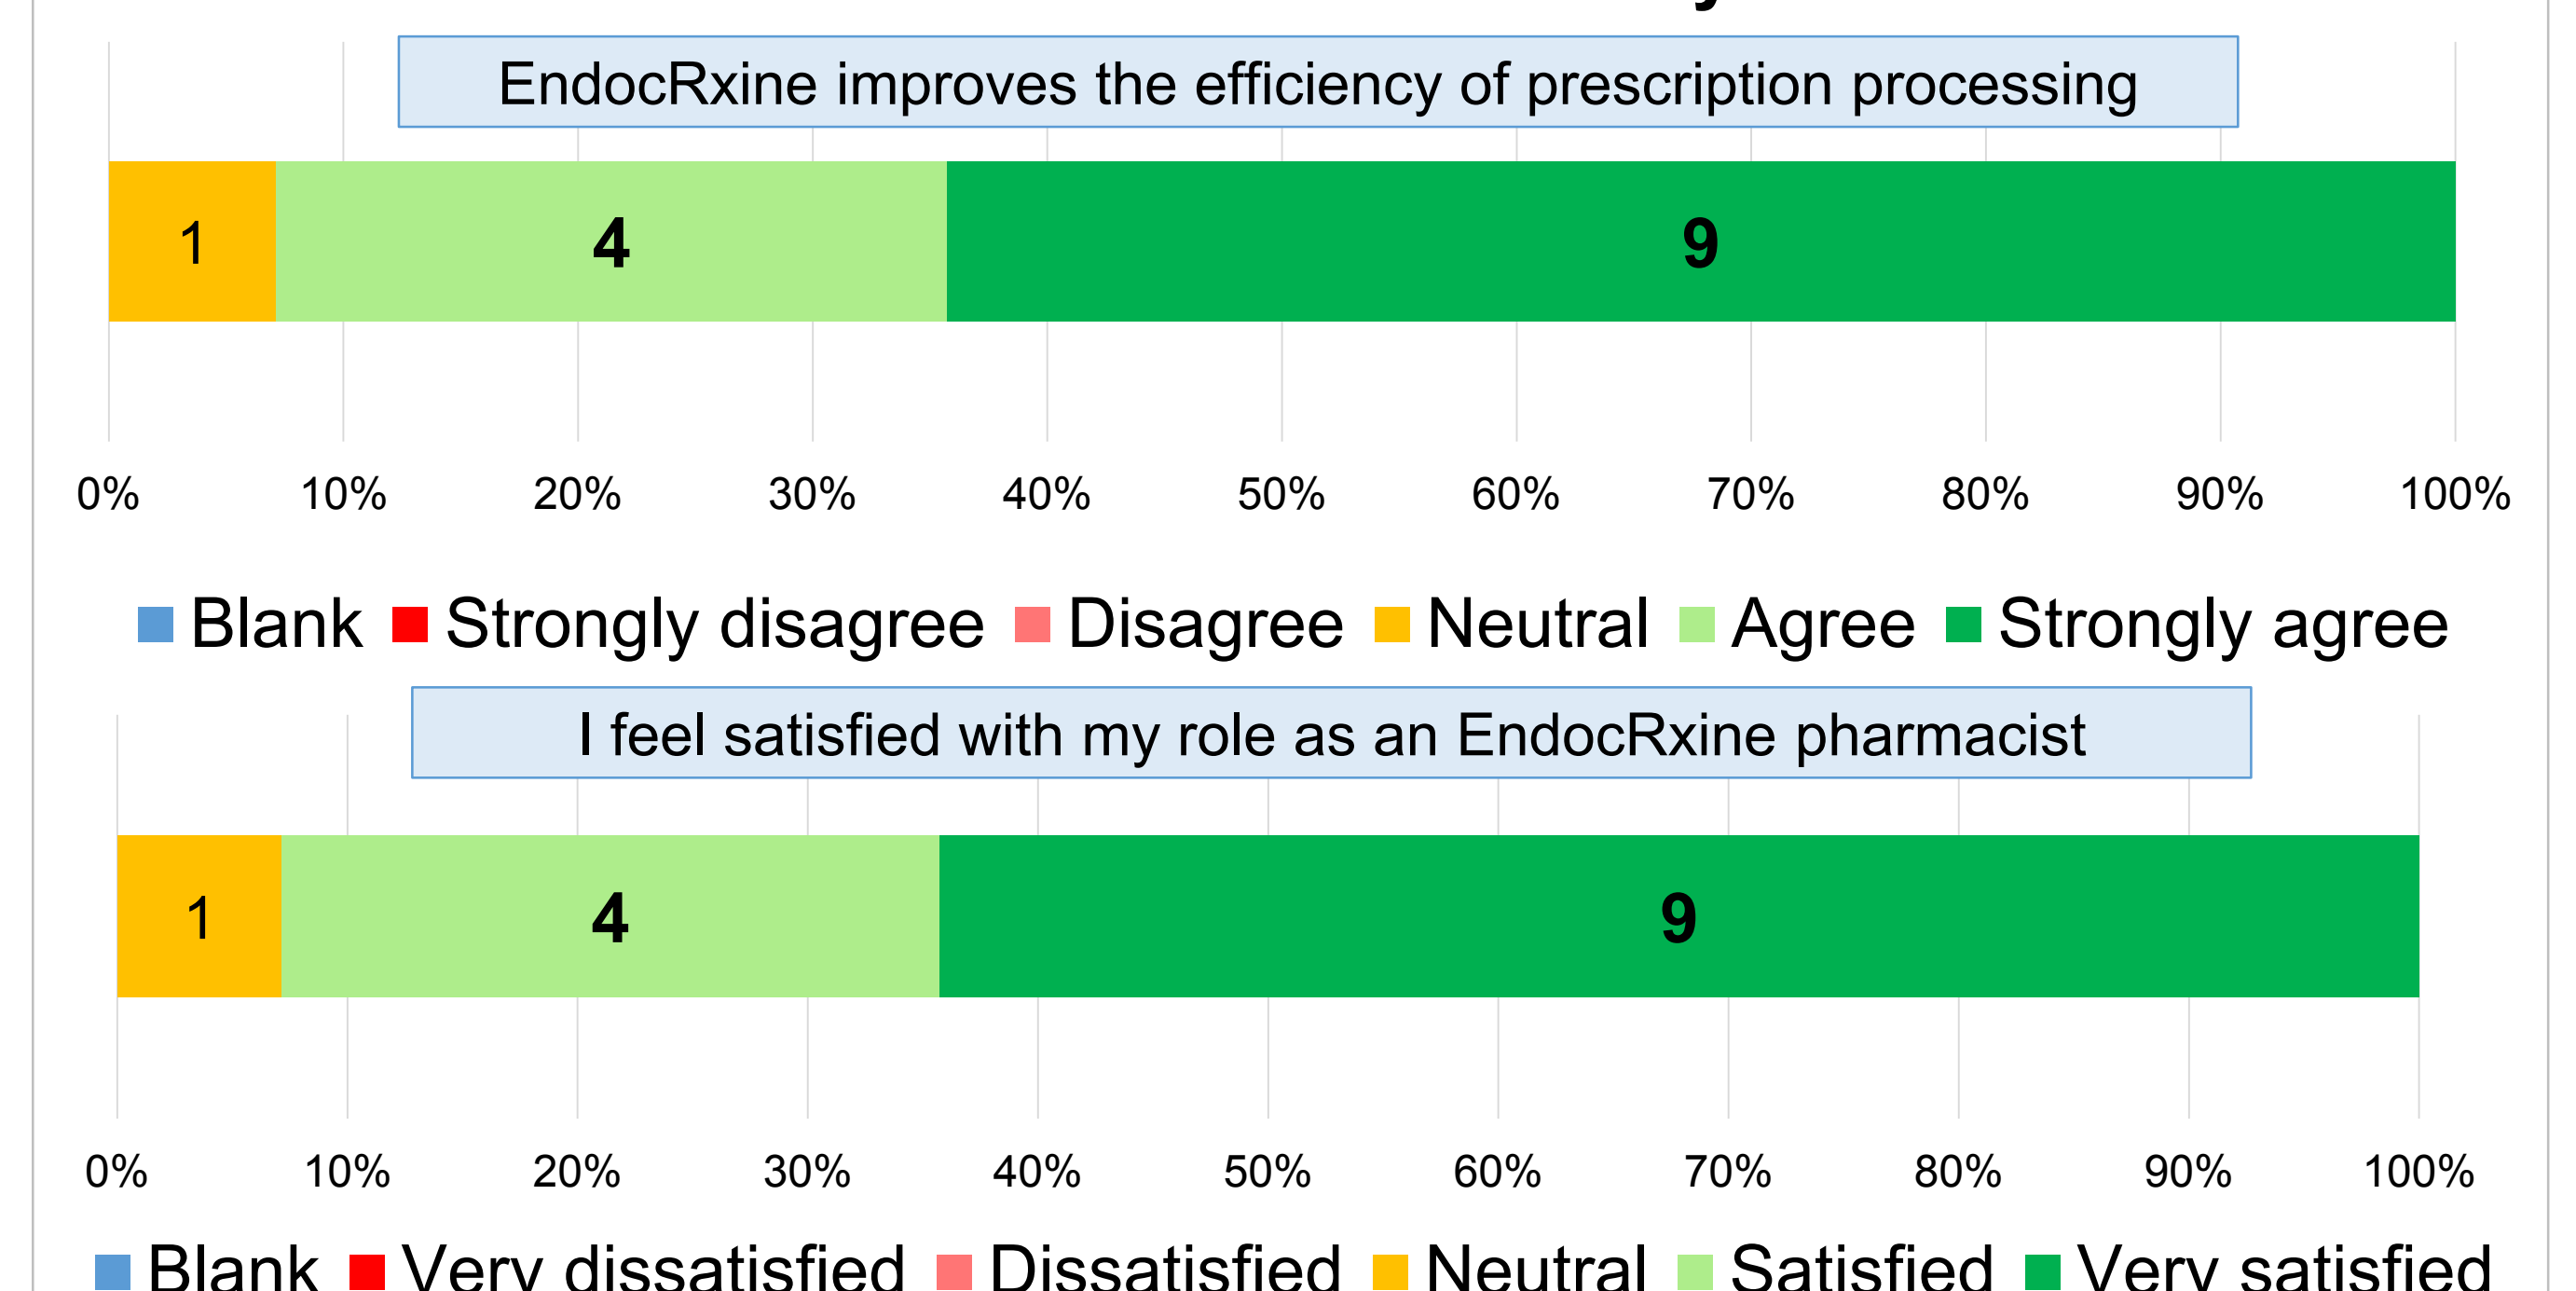 EndocRxine improves the efficiency of prescription processing
1 4 9
0% 10% 20% 30% 40% 50% 60% 70% 80% 90% 100%
Blank Strongly disagree Disagree Neutral Agree Strongly agree
I feel satisfied with my role as an EndocRxine pharmacist
1 4 9
0% 10% 20% 30% 40% 50% 60% 70% 80% 90% 100%
Blank Very dissatisfied Dissatisfied Neutral Satisfied Very satisfied